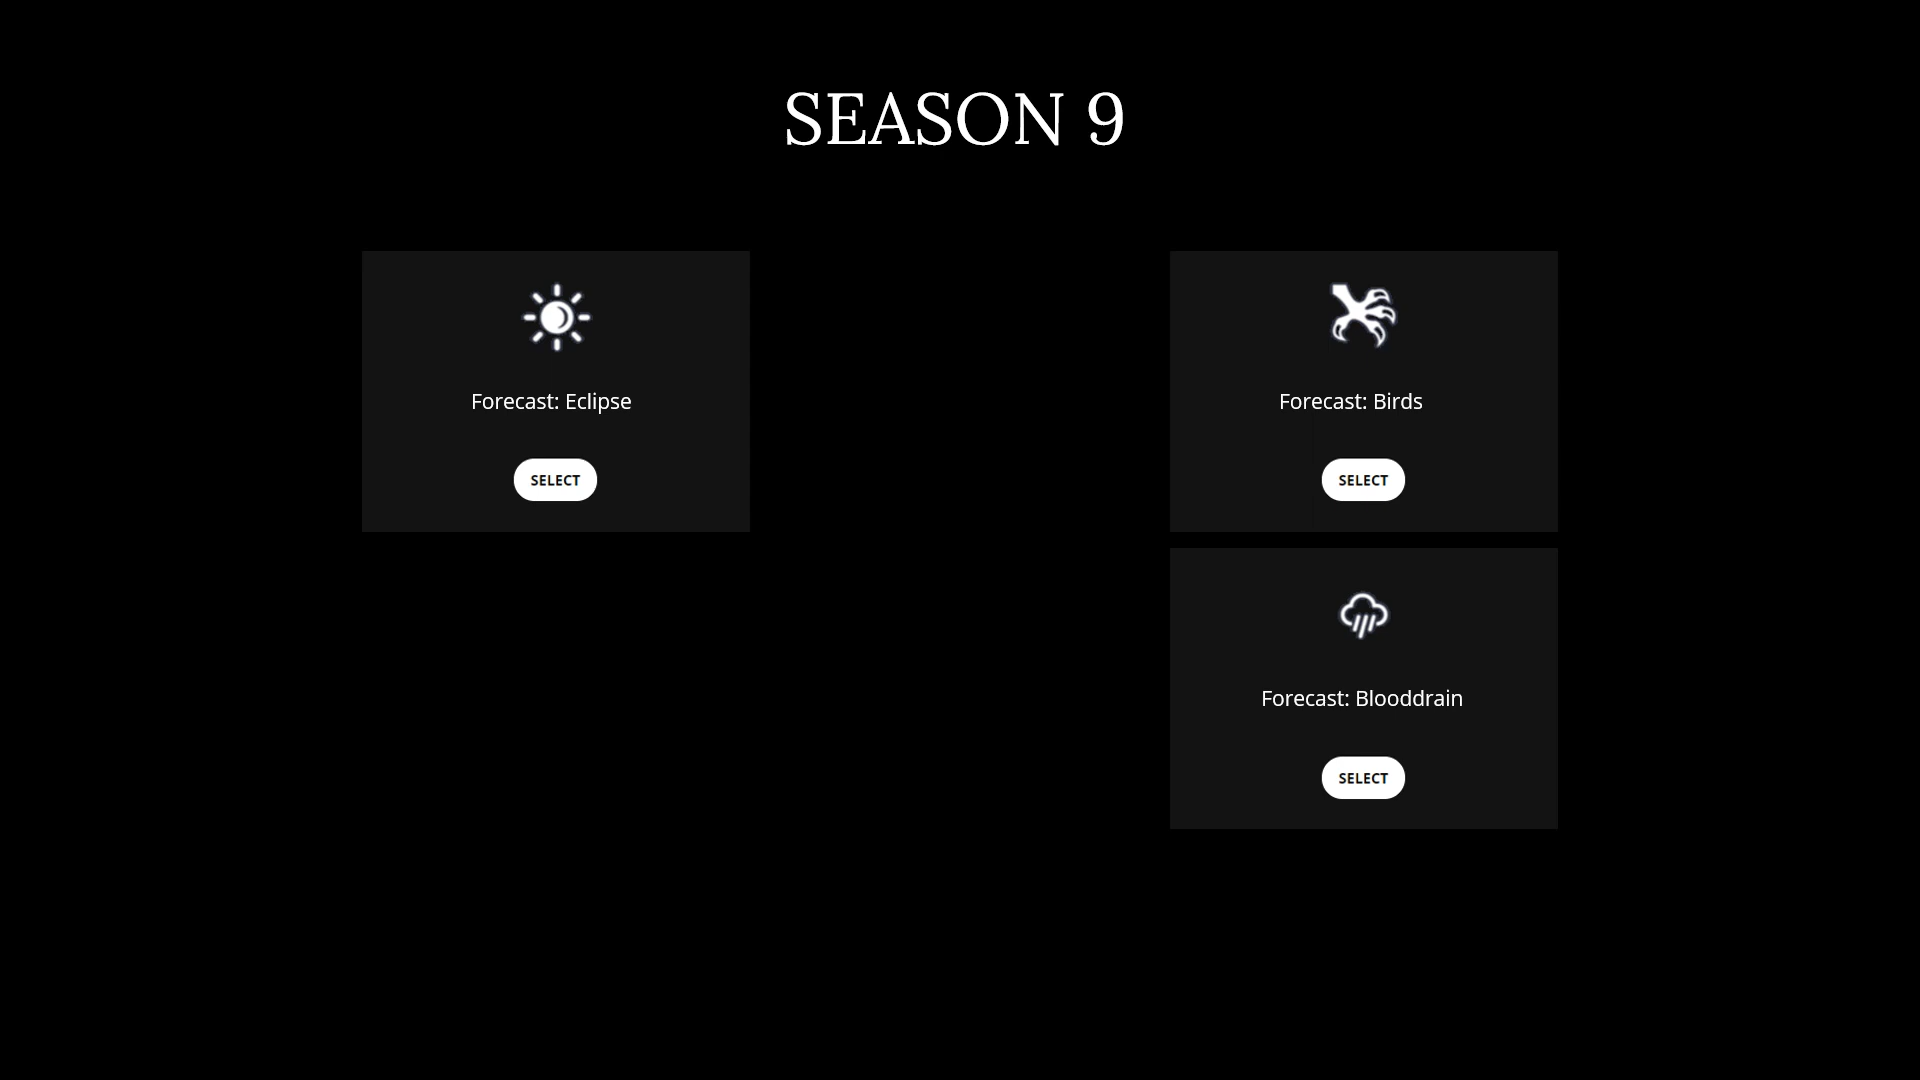 SEASON 9
Forecast: Eclipse
SELECT
Forecast: Birds
SELECT
Forecast: Blooddrain
SELECT